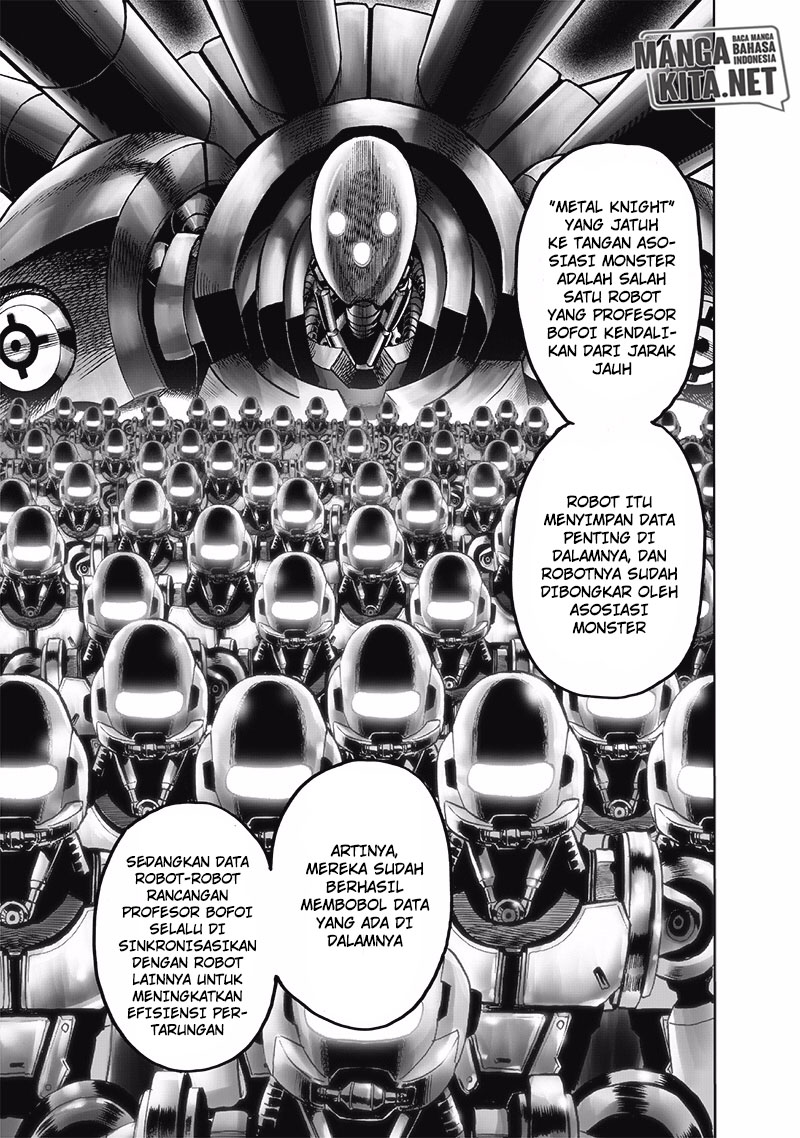 MANGA
KITA.NET
BACA MANGA
BAHASA
INDONESIA
"METAL KNIGHT"
YANG JATUH
KE TANGAN ASO-
SIASI MONSTER
ADALAH SALAH
SATU ROBOT
YANG PROFESOR
BOFOI KENDALI-
KAN DARI JARAK
JAUH
ROBOT ITU
MENYIMPAN DATA
PENTING DI
DALAMNYA, DAN
ROBOTNYA SUDAH
DIBONGKAR OLEH
ASOSIASI
MONSTER
ARTINYA,
MEREKA SUDAH
BERHASIL
MEMBOBOL DATA
YANG ADA DI
DALAMNYA
SEDANGKAN DATA
ROBOT-ROBOT
RANCANGAN
PROFESOR BOFOI
SELALU DI
SINKRONISASIKAN
DENGAN ROBOT
LAINNYA UNTUK
MENINGKATKAN
EFISIENSI PER-
TARUNGAN